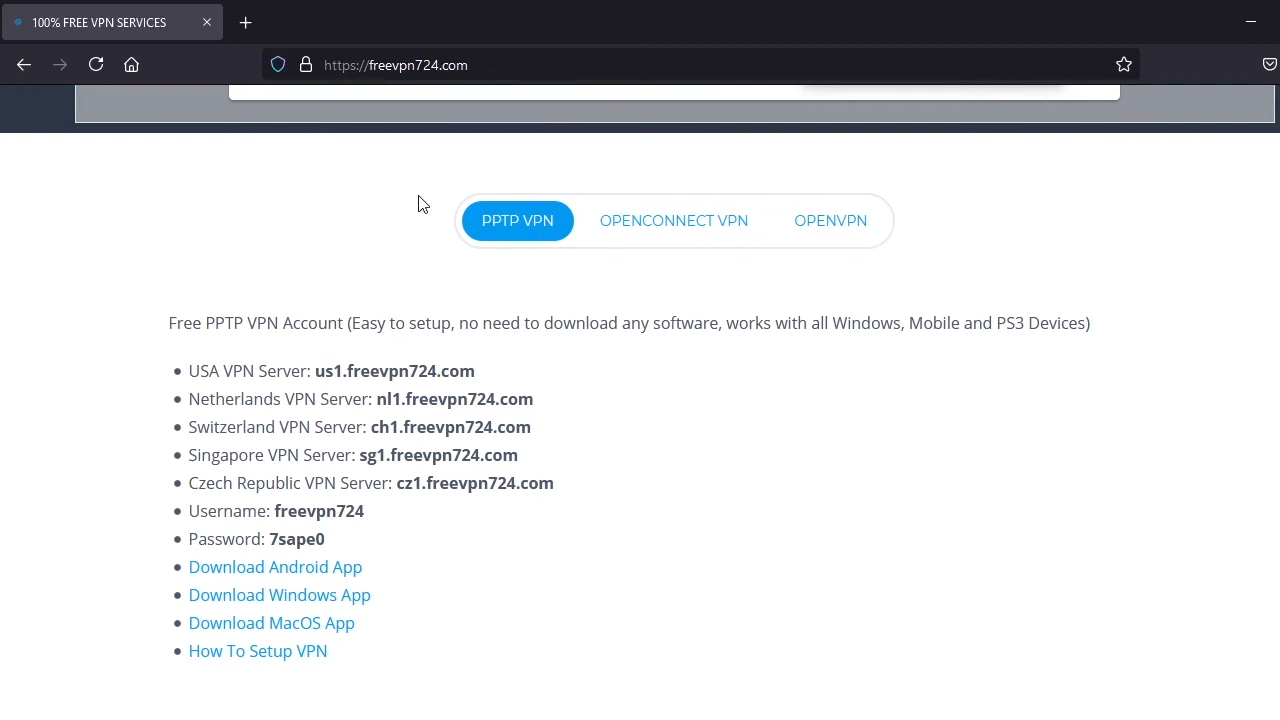 100% FREE VPN SERVICES
https://freevpn724.com
PPTP VPN OPENCONNECT VPN OPENVPN
Free PPTP VPN Account (Easy to setup, no need to download any software, works with all Windows, Mobile and PS3 Devices)
USA VPN Server: us1.freevpn724.com
Netherlands VPN Server: nl1.freevpn724.com
Switzerland VPN Server: ch1.freevpn724.com
Singapore VPN Server: sg1.freevpn724.com
Czech Republic VPN Server: cz1.freevpn724.com
Username: freevpn724
Password: 7sape0
Download Android App
Download Windows App
Download MacOS App
How To Setup VPN